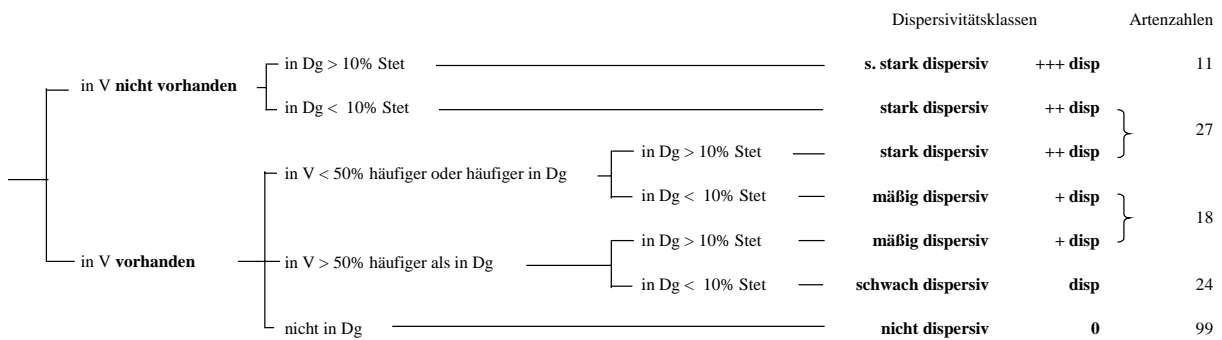 Dispersivitätsklassen Artenzahlen
in Dg > 10% Stet s. stark dispersiv +++ disp 11
in V nicht vorhanden
in Dg < 10% Stet stark dispersiv ++ disp
27
in Dg > 10% Stet stark dispersiv ++ disp
in V < 50% häufiger oder häufiger in Dg
in Dg < 10% Stet mäßig dispersiv + disp
18
in Dg > 10% Stet mäßig dispersiv + disp
in V vorhanden in V > 50% häufiger als in Dg
in Dg < 10% Stet schwach dispersiv disp 24
nicht in Dg nicht dispersiv 0 99